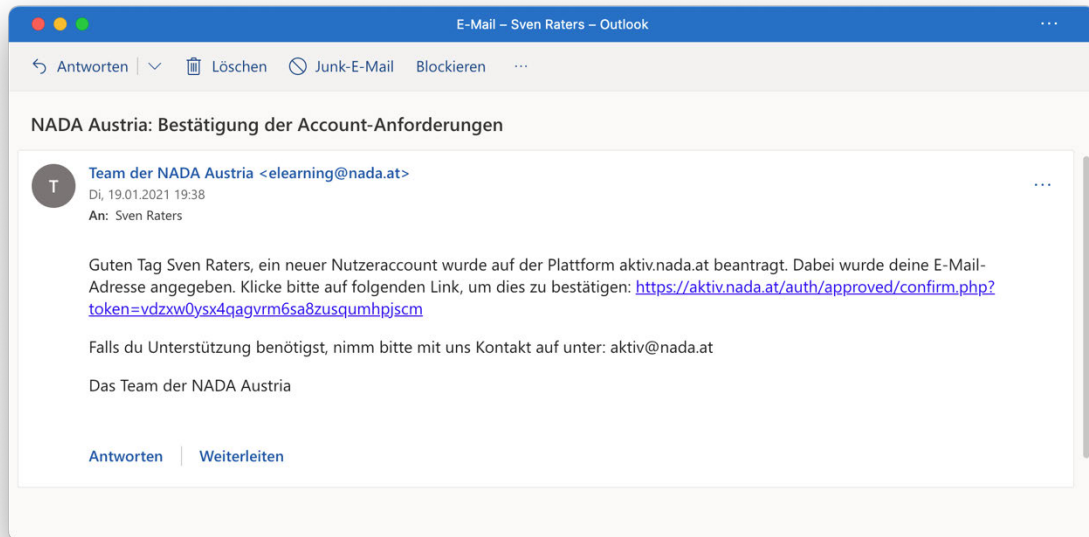 E-Mail – Sven Raters – Outlook
Antworten Löschen Junk-E-Mail Blockieren
NADA Austria: Bestätigung der Account-Anforderungen
T
Team der NADA Austria <elearning@nada.at>
Di, 19.01.2021 19:38
An: Sven Raters
Guten Tag Sven Raters, ein neuer Nutzeraccount wurde auf der Plattform aktiv.nada.at beantragt. Dabei wurde deine E-Mail-
Adresse angegeben. Klicke bitte auf folgenden Link, um dies zu bestätigen: https://aktiv.nada.at/auth/approved/confirm.php?
token=vdzxw0ysx4qagvrm6sa8zusqumhpjscm
Falls du Unterstützung benötigst, nimm bitte mit uns Kontakt auf unter: aktiv@nada.at
Das Team der NADA Austria
Antworten Weiterleiten